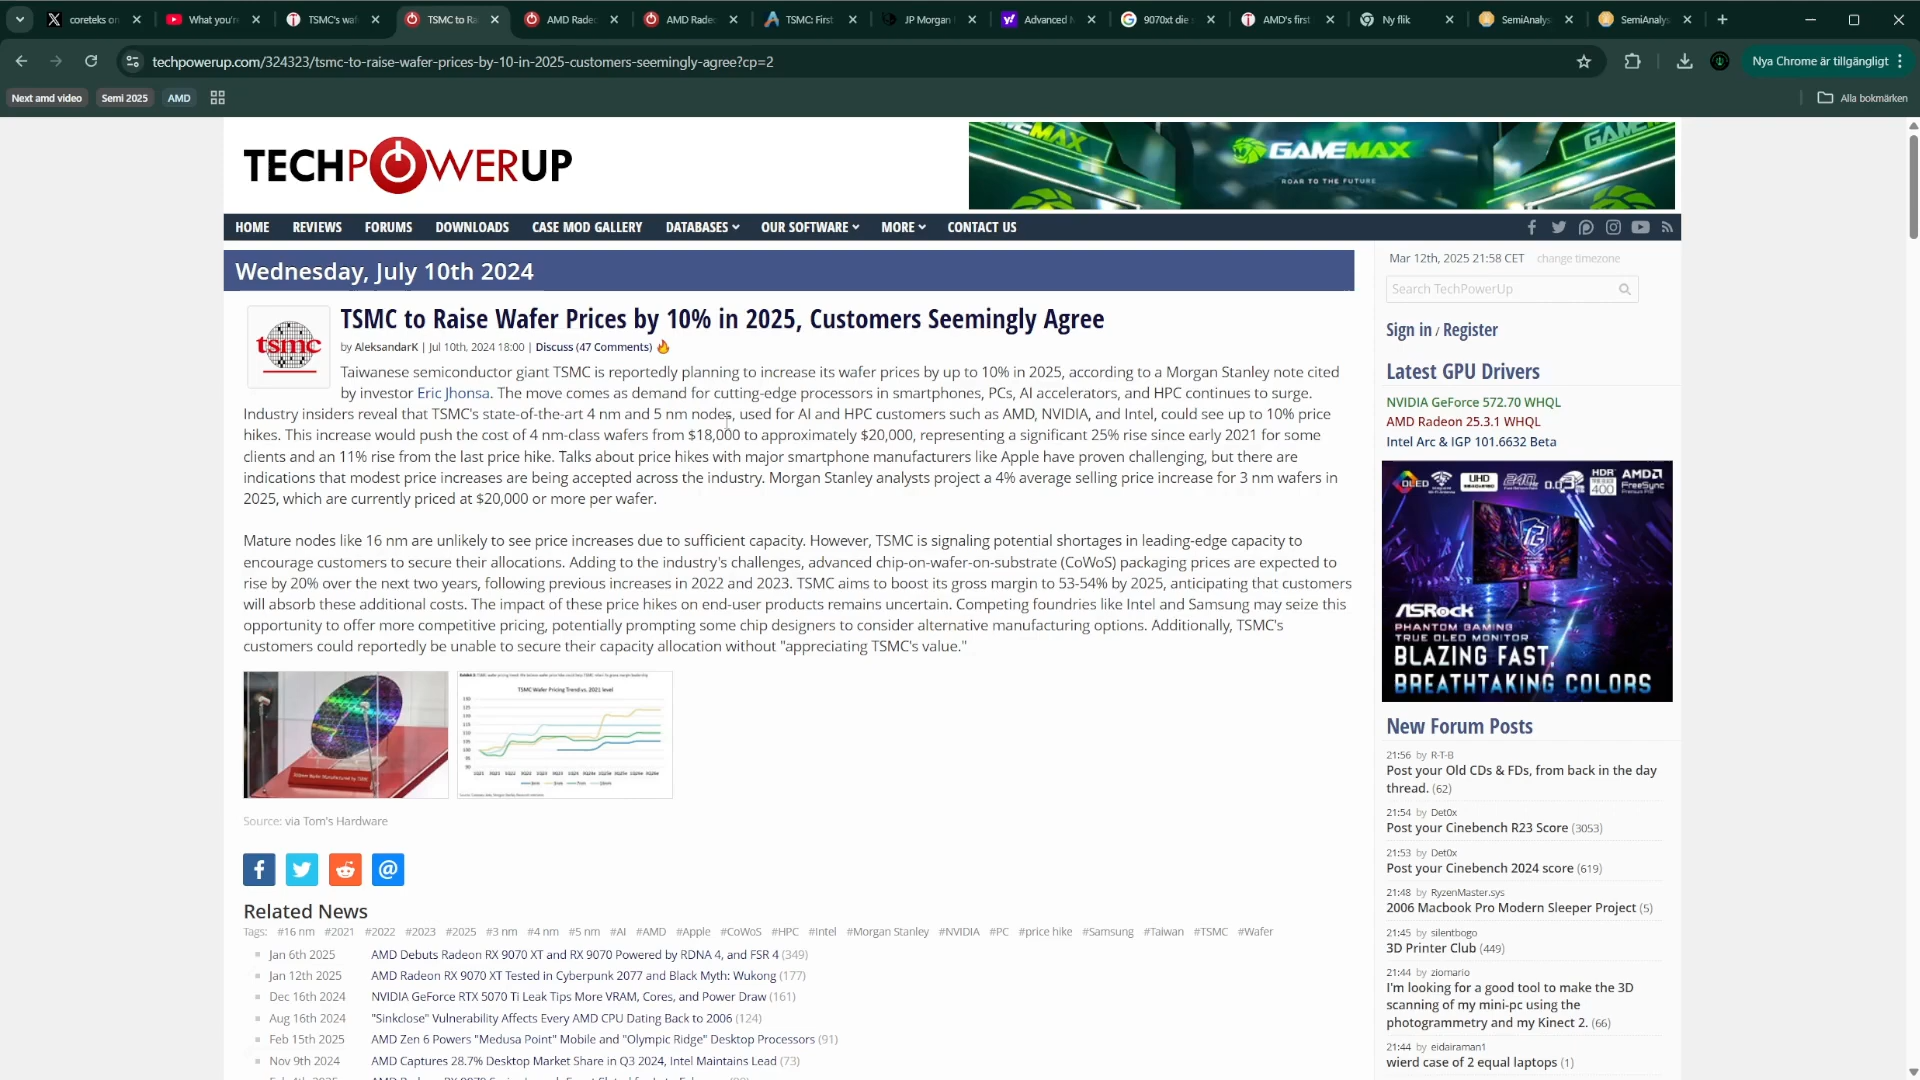 coreteks on
What you're
TSMC's wa
TSMC to Ra
AMD Rade
AMD Rade
TSMC: First
JP Morgan
Advanced
9070xt die
AMD's first
Ny flik
SemiAnalys
SemiAnalys
techpowerup.com/324323/tsmc-to-raise-wafer-prices-by-10-in-2025-customers-seemingly-agree?cp=2
Nya Chrome är tillgängligt
Next amd video
Semi 2025
AMD
Alla bokmärken
TECHPOWERUP
GAMEMAX
ROAR TO THE FUTURE
HOME REVIEWS FORUMS DOWNLOADS CASE MOD GALLERY DATABASES OUR SOFTWARE MORE CONTACT US
Wednesday, July 10th 2024
tsmc
TSMC to Raise Wafer Prices by 10% in 2025, Customers Seemingly Agree
by AleksandarK | Jul 10th, 2024 18:00 | Discuss (47 Comments)
Taiwanese semiconductor giant TSMC is reportedly planning to increase its wafer prices by up to 10% in 2025, according to a Morgan Stanley note cited
by investor Eric Jhonsa. The move comes as demand for cutting-edge processors in smartphones, PCs, AI accelerators, and HPC continues to surge.
Industry insiders reveal that TSMC's state-of-the-art 4 nm and 5 nm nodes, used for AI and HPC customers such as AMD, NVIDIA, and Intel, could see up to 10% price
hikes. This increase would push the cost of 4 nm-class wafers from $18,000 to approximately $20,000, representing a significant 25% rise since early 2021 for some
clients and an 11% rise from the last price hike. Talks about price hikes with major smartphone manufacturers like Apple have proven challenging, but there are
indications that modest price increases are being accepted across the industry. Morgan Stanley analysts project a 4% average selling price increase for 3 nm wafers in
2025, which are currently priced at $20,000 or more per wafer.
Mature nodes like 16 nm are unlikely to see price increases due to sufficient capacity. However, TSMC is signaling potential shortages in leading-edge capacity to
encourage customers to secure their allocations. Adding to the industry's challenges, advanced chip-on-wafer-on-substrate (CoWoS) packaging prices are expected to
rise by 20% over the next two years, following previous increases in 2022 and 2023. TSMC aims to boost its gross margin to 53-54% by 2025, anticipating that customers
will absorb these additional costs. The impact of these price hikes on end-user products remains uncertain. Competing foundries like Intel and Samsung may seize this
opportunity to offer more competitive pricing, potentially prompting some chip designers to consider alternative manufacturing options. Additionally, TSMC's
customers could reportedly be unable to secure their capacity allocation without "appreciating TSMC's value."
TSMC Wafer Pricing Trend vs. 2021 level
Source: via Tom's Hardware
Related News
Tags: #16 nm #2021 #2022 #2023 #2025 #3 nm #4 nm #5 nm #AI #AMD #Apple #CoWoS #HPC #Intel #Morgan Stanley #NVIDIA #PC #price hike #Samsung #Taiwan #TSMC #Wafer
Jan 6th 2025 AMD Debuts Radeon RX 9070 XT and RX 9070 Powered by RDNA 4, and FSR 4 (349)
Jan 12th 2025 AMD Radeon RX 9070 XT Tested in Cyberpunk 2077 and Black Myth: Wukong (177)
Dec 16th 2024 NVIDIA GeForce RTX 5070 Ti Leak Tips More VRAM, Cores, and Power Draw (161)
Aug 16th 2024 "Sinkclose" Vulnerability Affects Every AMD CPU Dating Back to 2006 (124)
Feb 15th 2025 AMD Zen 6 Powers "Medusa Point" Mobile and "Olympic Ridge" Desktop Processors (91)
Nov 9th 2024 AMD Captures 28.7% Desktop Market Share in Q3 2024, Intel Maintains Lead (73)
Mar 12th, 2025 21:58 CET change timezone
Search TechPowerUp
Sign in / Register
Latest GPU Drivers
NVIDIA GeForce 572.70 WHQL
AMD Radeon 25.3.1 WHQL
Intel Arc & IGP 101.6632 Beta
OLED UHD 240 HDR 400 AMD FreeSync
ASRock
PHANTOM GAMING
TRUE OLED MONITOR
BLAZING FAST,
BREATHTAKING COLORS
New Forum Posts
21:56 by R-T-B
Post your Old CDs & FDs, from back in the day
thread. (62)
21:54 by Det0x
Post your Cinebench R23 Score (3053)
21:53 by Det0x
Post your Cinebench 2024 score (619)
21:48 by RyzenMaster.sys
2006 Macbook Pro Modern Sleeper Project (5)
21:45 by silentbogo
3D Printer Club (449)
21:44 by ziomario
I'm looking for a good tool to make the 3D
scanning of my mini-pc using the
photogrammetry and my Kinect 2. (66)
21:44 by eidairaman1
wierd case of 2 equal laptops (1)